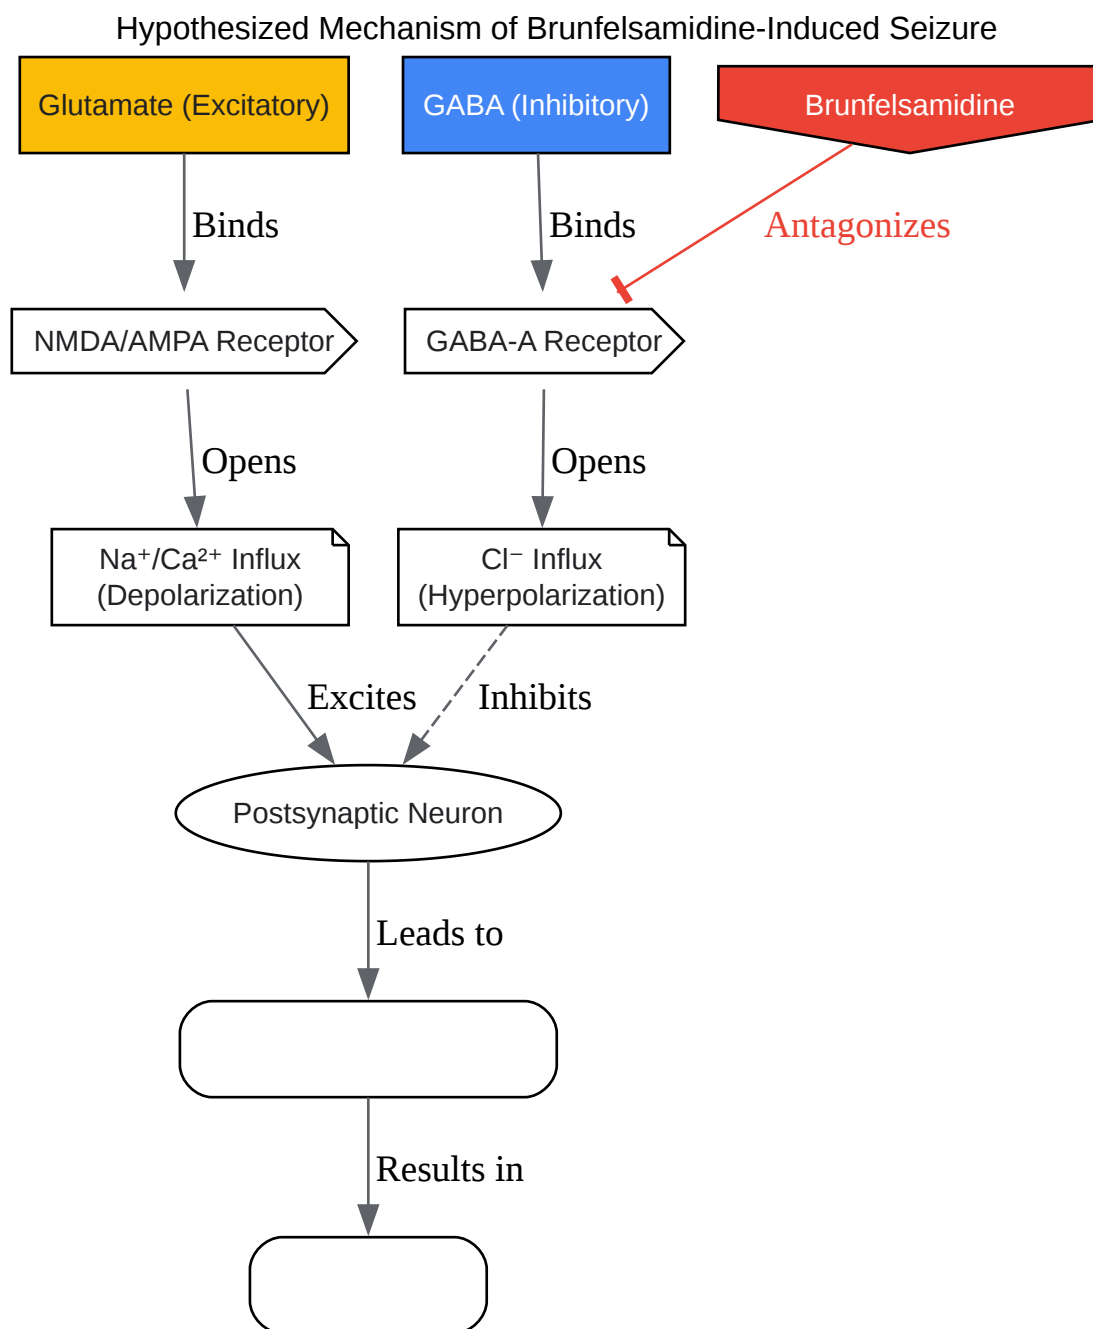 Hypothesized Mechanism of Brunfelsamidine-Induced Seizure
Glutamate (Excitatory)
GABA (Inhibitory)
Brunfelsamidine
Binds
Binds
Antagonizes
NMDA/AMPA Receptor
GABA-A Receptor
Opens
Opens
Na⁺/Ca²⁺ Influx
(Depolarization)
Cl⁻ Influx
(Hyperpolarization)
Excites
Inhibits
Postsynaptic Neuron
Leads to
Results in